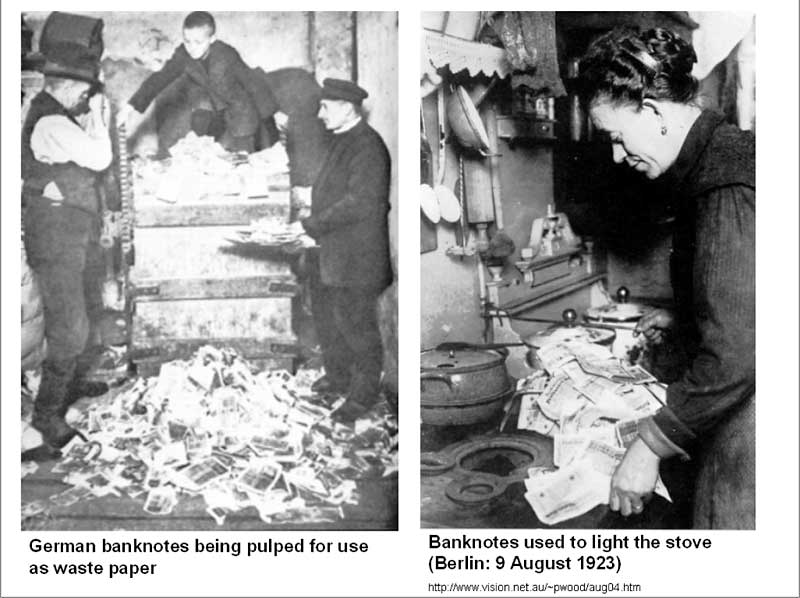 German banknotes being pulped for use
as waste paper
Banknotes used to light the stove
(Berlin: 9 August 1923)
http://www.vision.net.au/~pwood/aug04.htm